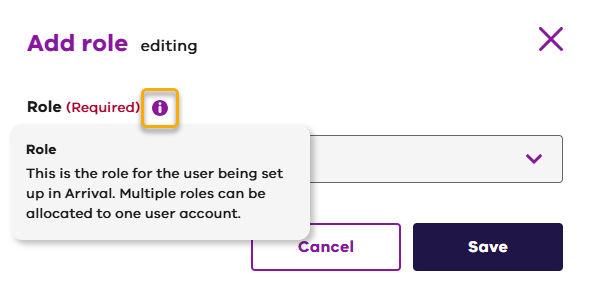 Add role editing
Role (Required)
Role
This is the role for the user being set
up in Arrival. Multiple roles can be
allocated to one user account.
Cancel
Save